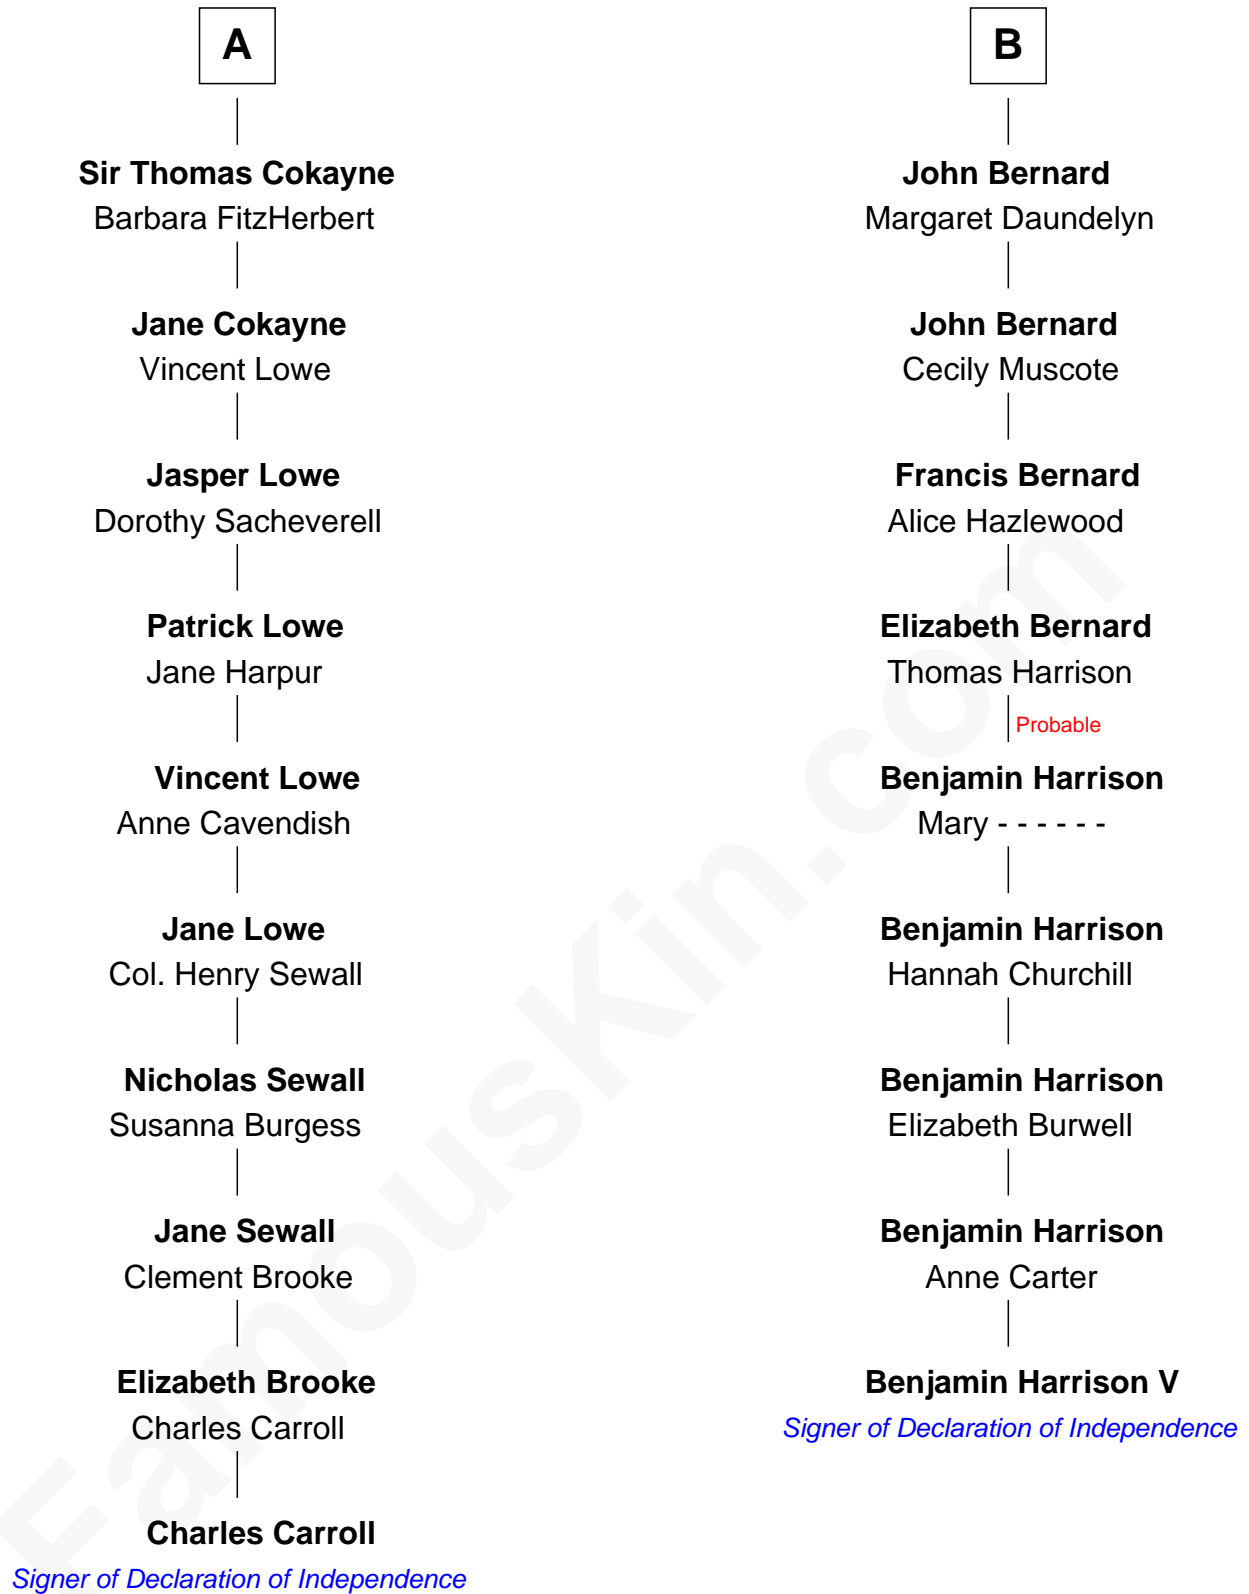 A
Sir Thomas Cokayne
Barbara FitzHerbert
Jane Cokayne
Vincent Lowe
Jasper Lowe
Dorothy Sacheverell
Patrick Lowe
Jane Harpur
Vincent Lowe
Anne Cavendish
Jane Lowe
Col. Henry Sewall
Nicholas Sewall
Susanna Burgess
Jane Sewall
Clement Brooke
Elizabeth Brooke
Charles Carroll
Charles Carroll
Signer of Declaration of Independence
B
John Bernard
Margaret Daundelyn
John Bernard
Cecily Muscote
Francis Bernard
Alice Hazlewood
Elizabeth Bernard
Thomas Harrison
Probable
Benjamin Harrison
Mary - - - - - -
Benjamin Harrison
Hannah Churchill
Benjamin Harrison
Elizabeth Burwell
Benjamin Harrison
Anne Carter
Benjamin Harrison V
Signer of Declaration of Independence
FamousKin.com